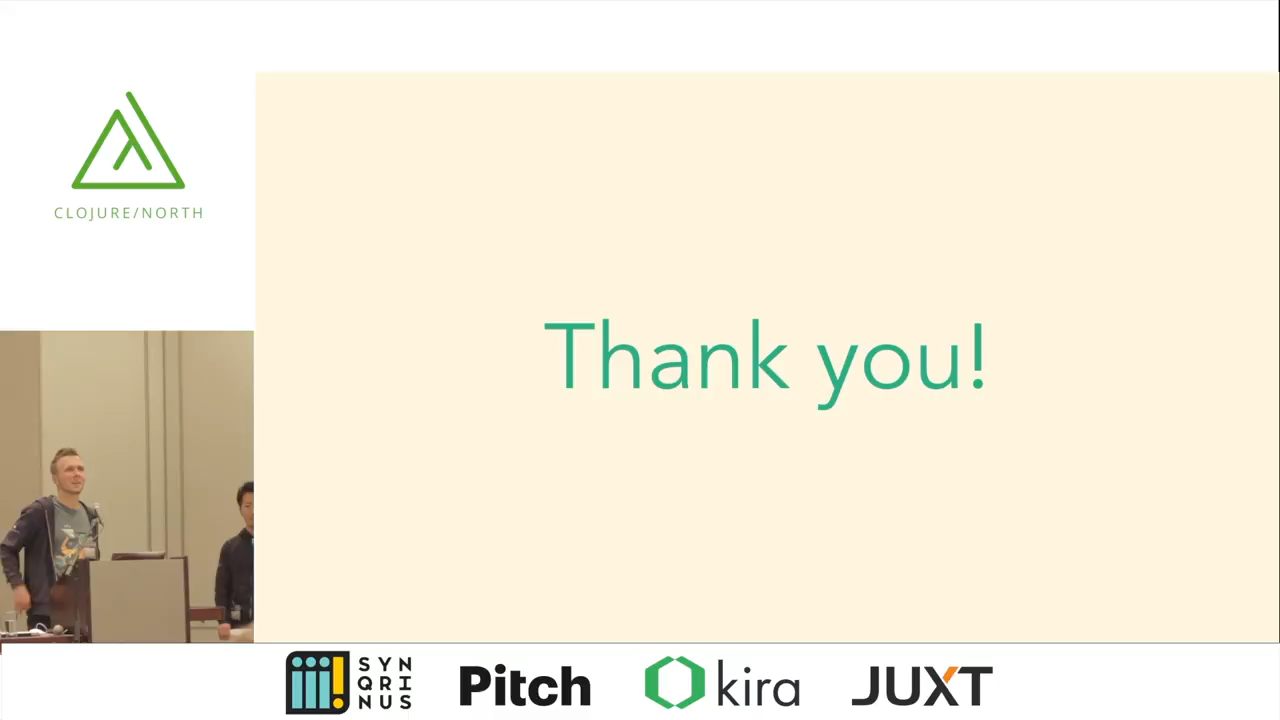 CLOJURE/NORTH
Thank you!
SYN
QRI
NUS
Pitch
kira
JUXT